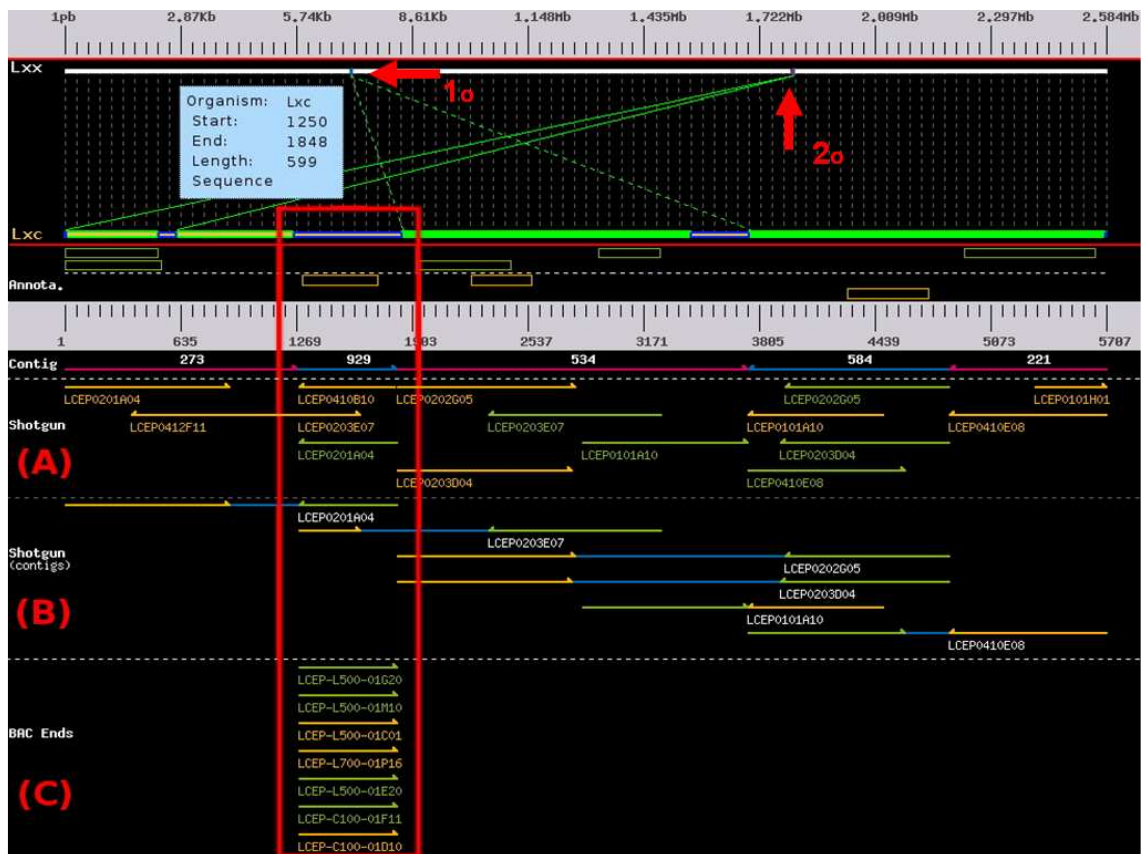 1pb 2.87Kb 5.74Kb 8.61Kb 1.148Mb 1.435Mb 1.722Mb 2.009Mb 2.297Mb 2.584Mb
Lxx
1o
2o
Organism: Lxc
Start: 1250
End: 1848
Length: 599
Sequence
Lxc
Annota.
1 635 1269 1903 2537 3171 3805 4439 5073 5707
Contig 273 929 534 584 221
LCEP0201A04 LCEP0410B10 LCEP0202G05 LCEP0202G05 LCEP0101H01
Shotgun LCEP0412F11 LCEP0203E07 LCEP0203E07 LCEP0101A10 LCEP0410E08
(A) LCEP0201A04 LCEP0101A10 LCEP0203D04
LCEP0203D04 LCEP0410E08
LCEP0201A04
LCEP0203E07
Shotgun
(contigs)
LCEP0202G05
LCEP0203D04
(B)
LCEP0101A10
LCEP0410E08
LCEP-L500-01G20
LCEP-L500-01M10
BAC Ends
LCEP-L500-01C01
LCEP-L700-01P16
(C)
LCEP-L500-01E20
LCEP-C100-01F11
LCEP-C100-01D10